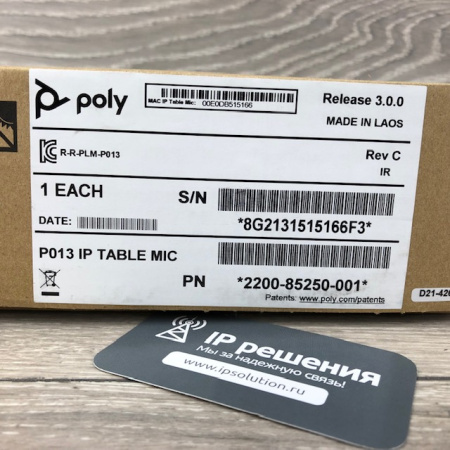 poly
MAC IP Table Mic: 00E0DB515166
Release 3.0.0
MADE IN LAOS
R-R-PLM-P013
Rev C
IR
1 EACH
S/N
DATE:
*8G2131515166F3*
P013 IP TABLE MIC
PN
*2200-85250-001*
Patents: www.poly.com/patents
IP решения
Мы за надежную связь!
www.ipsolution.ru